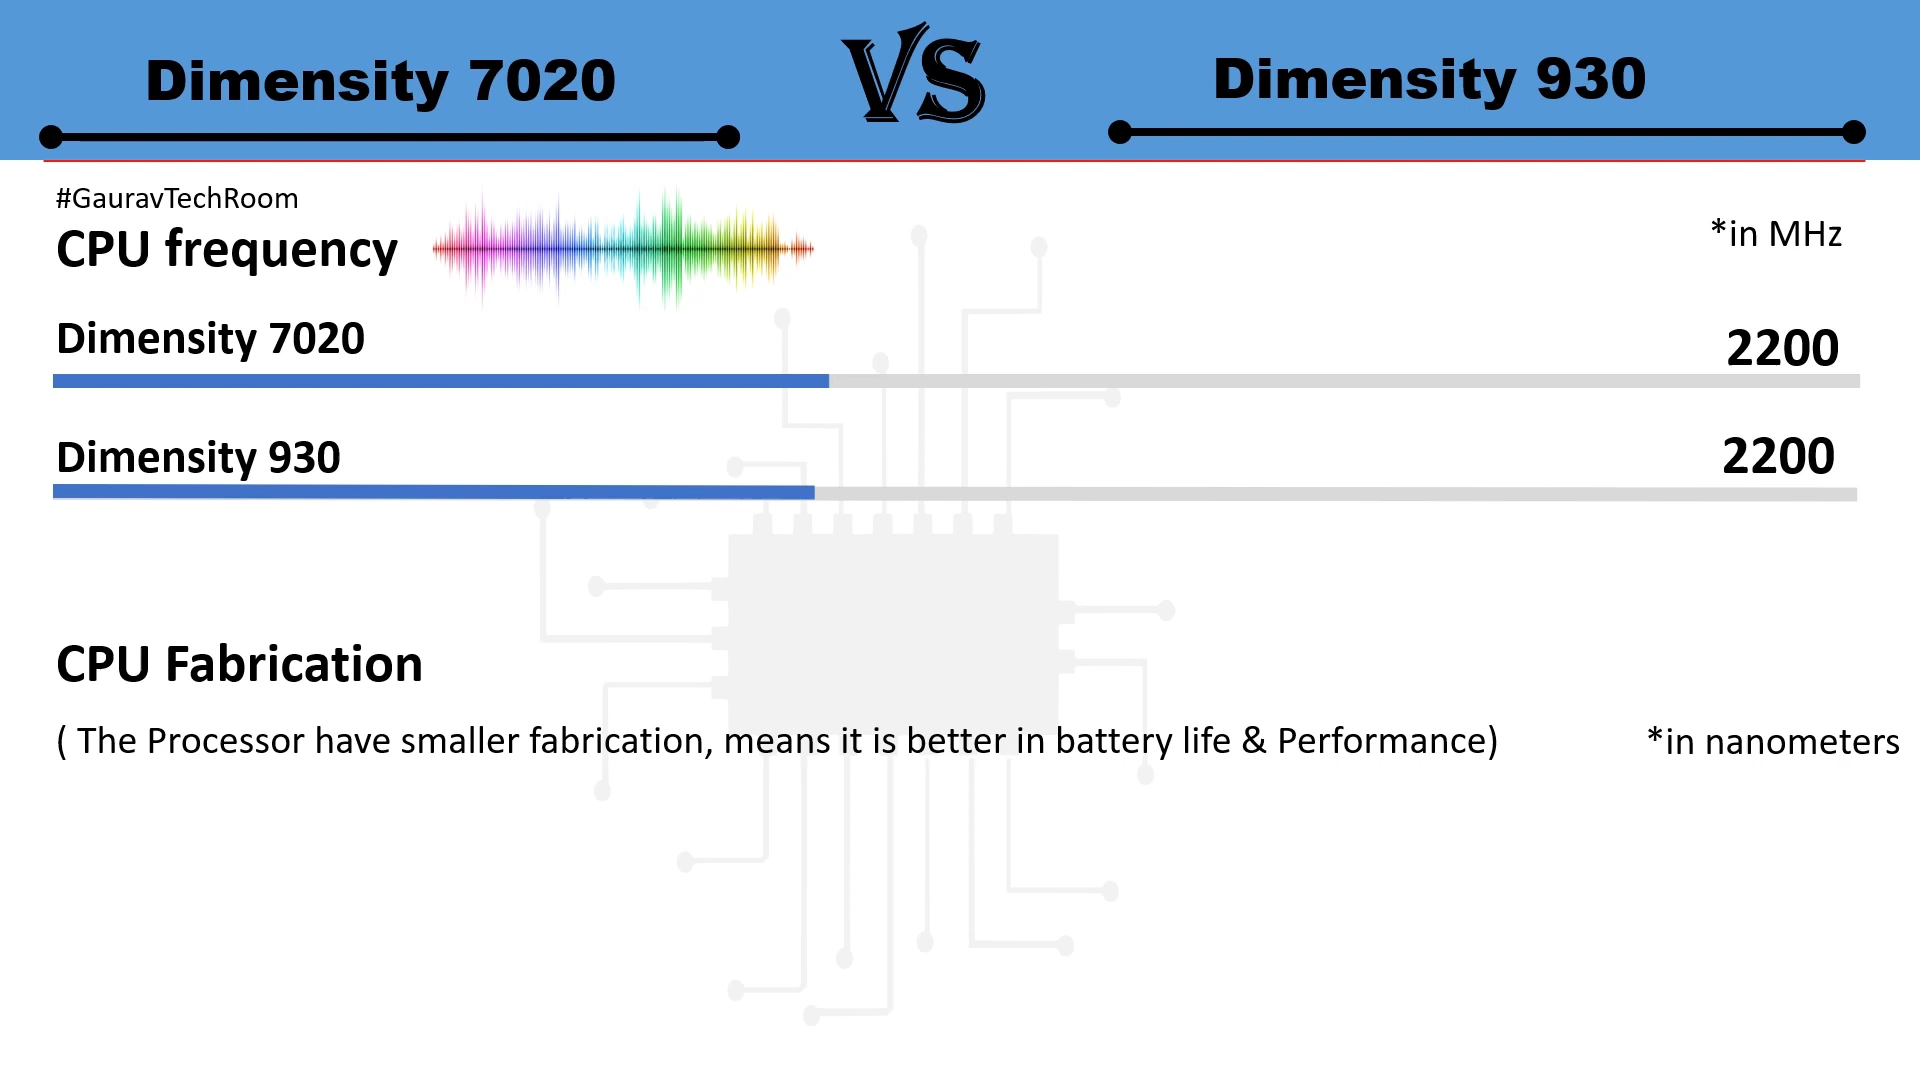 Dimensity 7020
VS
Dimensity 930
#GauravTechRoom
CPU frequency
*in MHz
Dimensity 7020
2200
Dimensity 930
2200
CPU Fabrication
( The Processor have smaller fabrication, means it is better in battery life & Performance)
*in nanometers